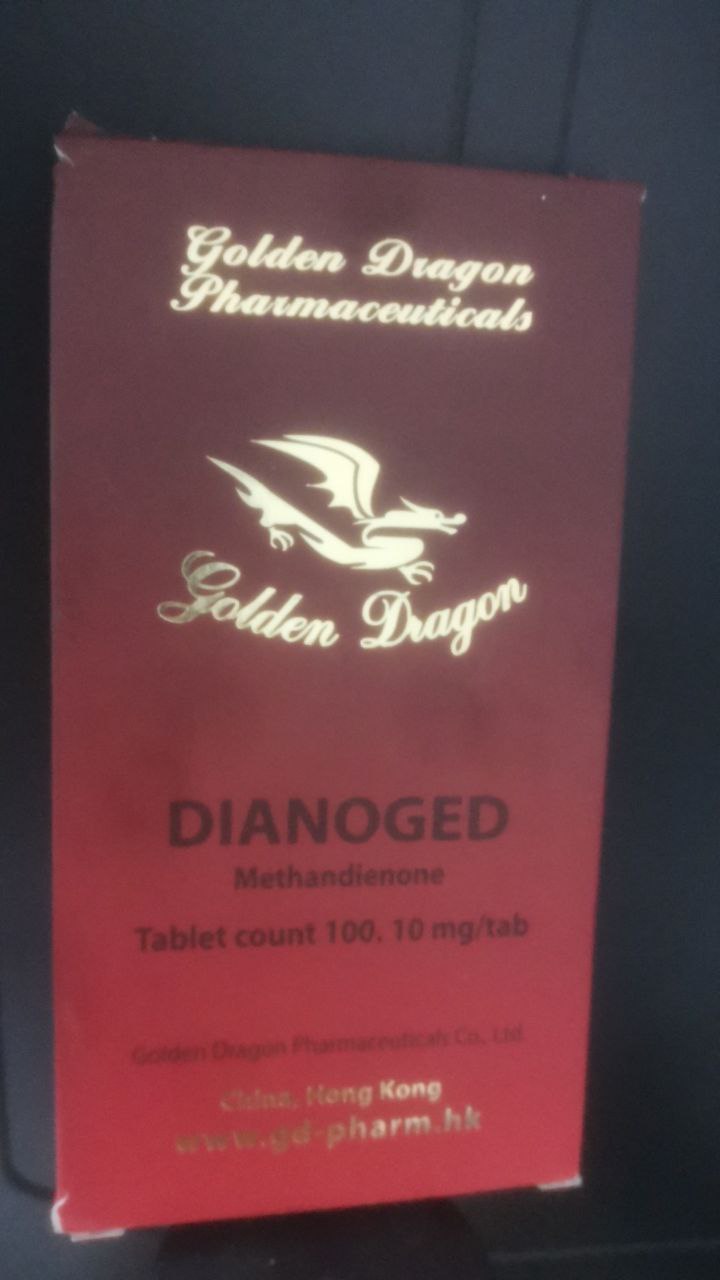 Golden Dragon
Pharmaceuticals
Golden Dragon
DIANOGED
Methandienone
Tablet count 100. 10 mg/tab
Golden Dragon Pharmaceuticals Co., Ltd.
China, Hong Kong
www.gd-pharm.hk